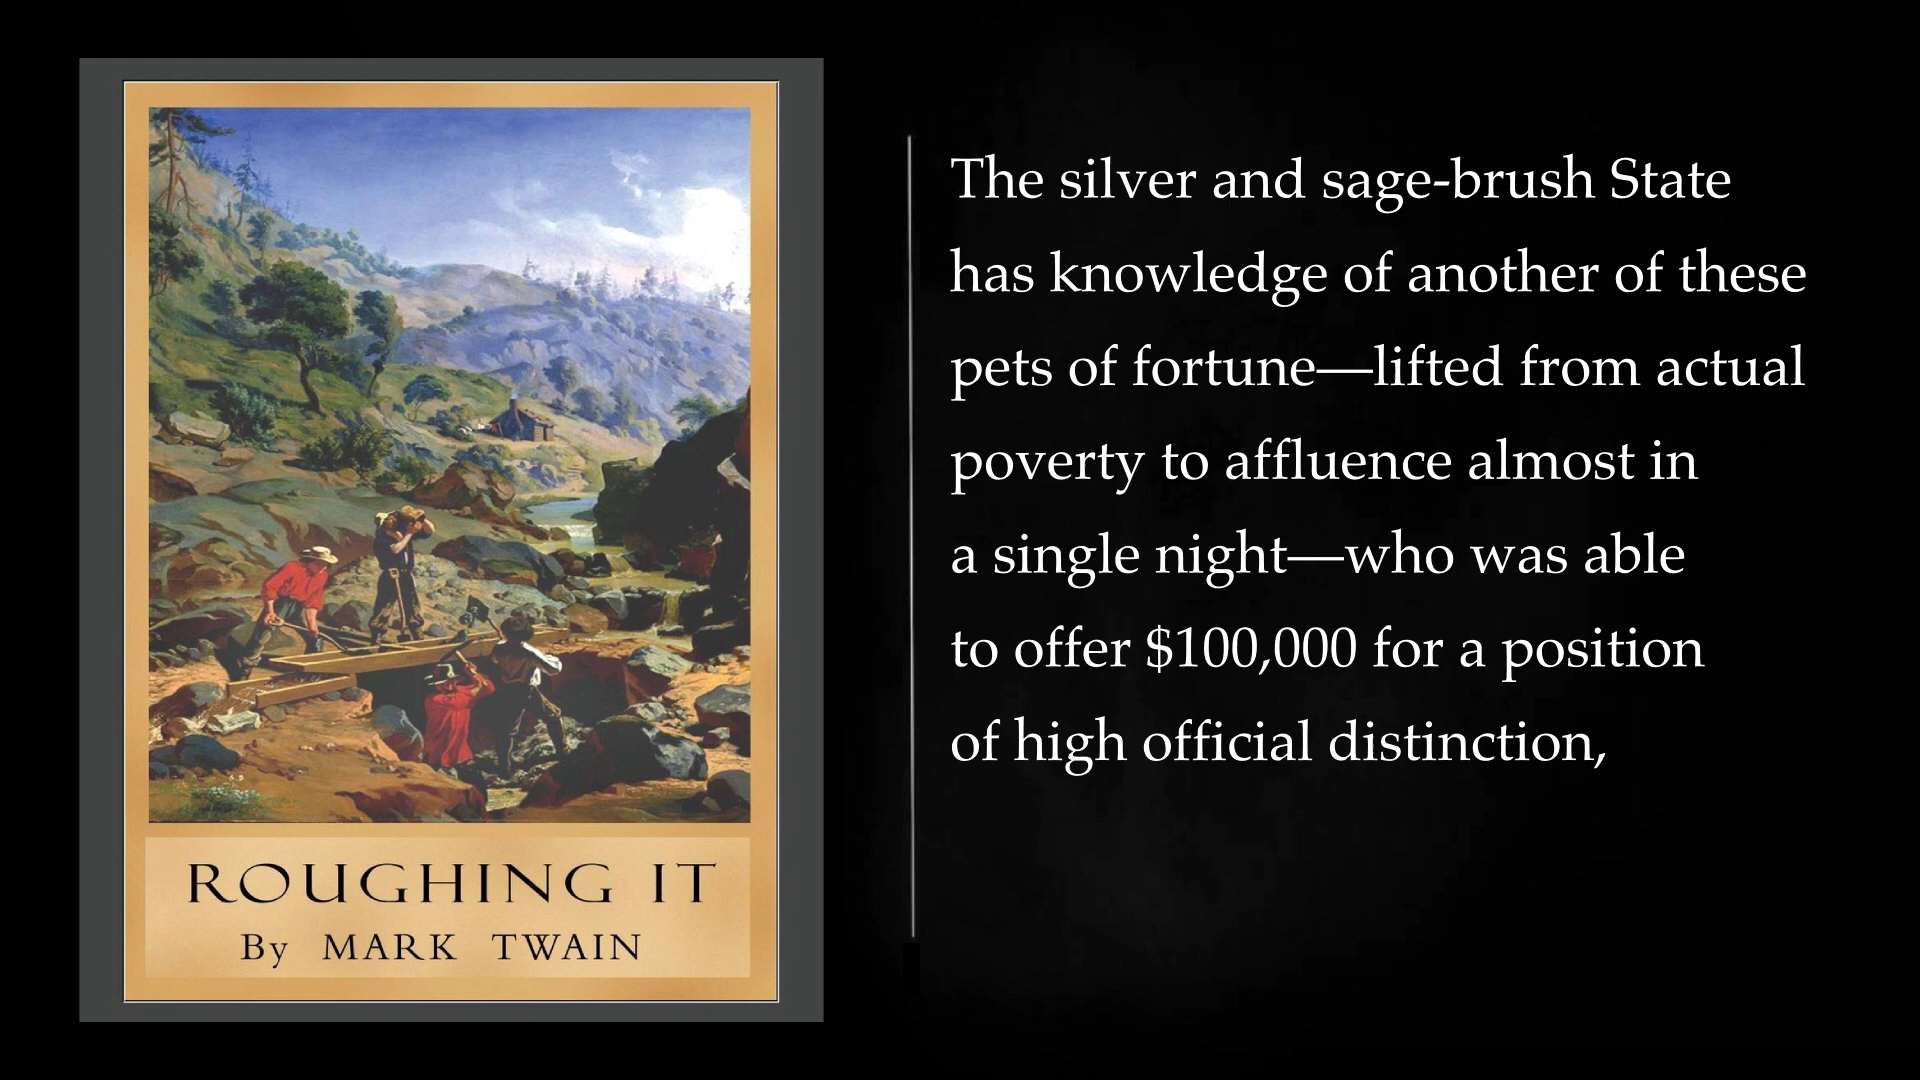 ROUGHING IT
By MARK TWAIN
The silver and sage-brush State
has knowledge of another of these
pets of fortune—lifted from actual
poverty to affluence almost in
a single night—who was able
to offer $100,000 for a position
of high official distinction,